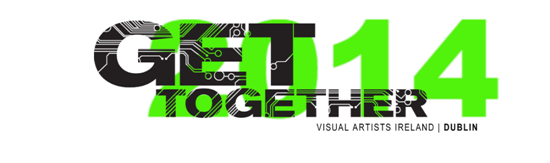 GET 2014
TOGETHER
VISUAL ARTISTS IRELAND | DUBLIN